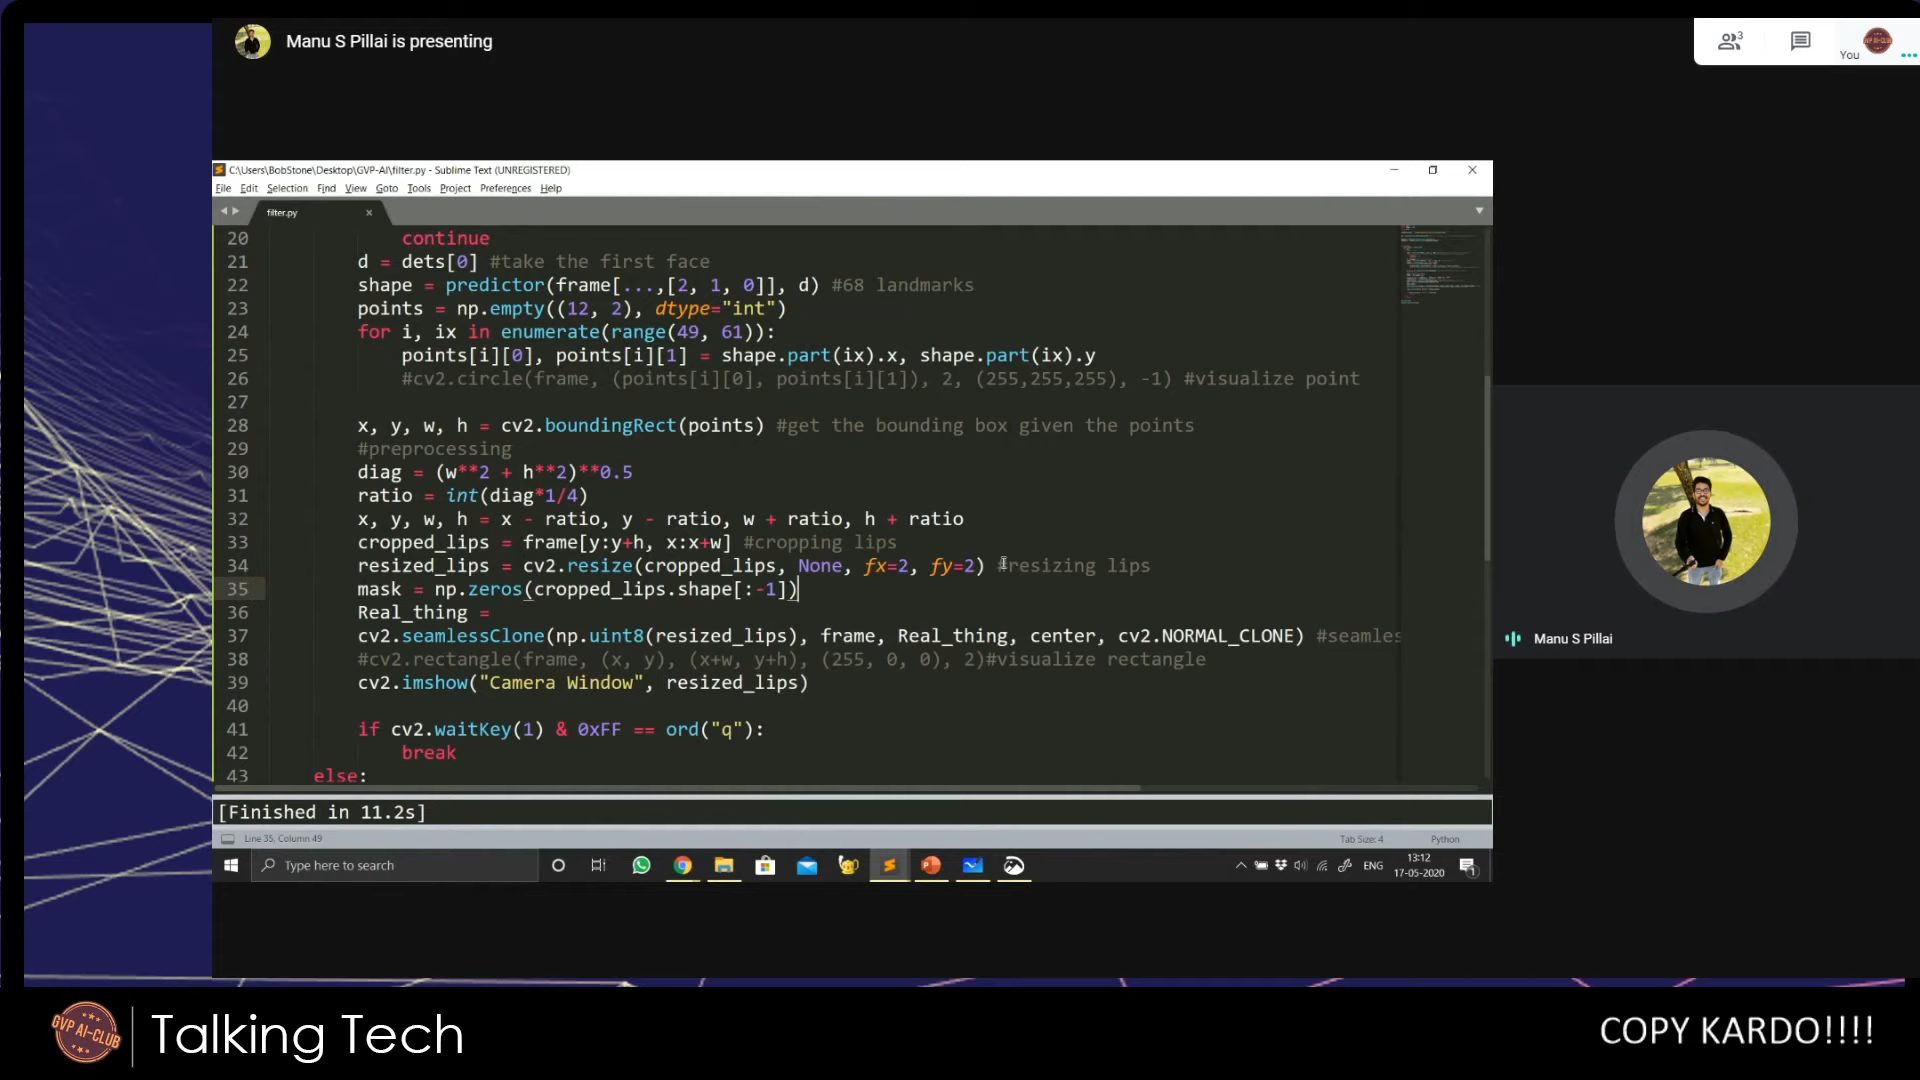 Manu S Pillai is presenting
3
You
C:\Users\BobStone\Desktop\GVP-AI\filter.py - Sublime Text (UNREGISTERED)
File Edit Selection Find View Goto Tools Project Preferences Help
filter.py
20 continue
21 d = dets[0] #take the first face
22 shape = predictor(frame[...,[2, 1, 0]], d) #68 landmarks
23 points = np.empty((12, 2), dtype="int")
24 for i, ix in enumerate(range(49, 61)):
25 points[i][0], points[i][1] = shape.part(ix).x, shape.part(ix).y
26 #cv2.circle(frame, (points[i][0], points[i][1]), 2, (255,255,255), -1) #visualize point
27
28 x, y, w, h = cv2.boundingRect(points) #get the bounding box given the points
29 #preprocessing
30 diag = (w**2 + h**2)**0.5
31 ratio = int(diag*1/4)
32 x, y, w, h = x - ratio, y - ratio, w + ratio, h + ratio
33 cropped_lips = frame[y:y+h, x:x+w] #cropping lips
34 resized_lips = cv2.resize(cropped_lips, None, fx=2, fy=2) #resizing lips
35 mask = np.zeros(cropped_lips.shape[:-1])
36 Real_thing =
37 cv2.seamlessClone(np.uint8(resized_lips), frame, Real_thing, center, cv2.NORMAL_CLONE) #seamles
38 #cv2.rectangle(frame, (x, y), (x+w, y+h), (255, 0, 0), 2)#visualize rectangle
39 cv2.imshow("Camera Window", resized_lips)
40
41 if cv2.waitKey(1) & 0xFF == ord("q"):
42 break
43 else:
Manu S Pillai
[Finished in 11.2s]
Line 35, Column 49 Tab Size: 4 Python
Type here to search
ENG
13:12
17-05-2020
1
GVP AI-CLUB
Talking Tech
COPY KARDO!!!!